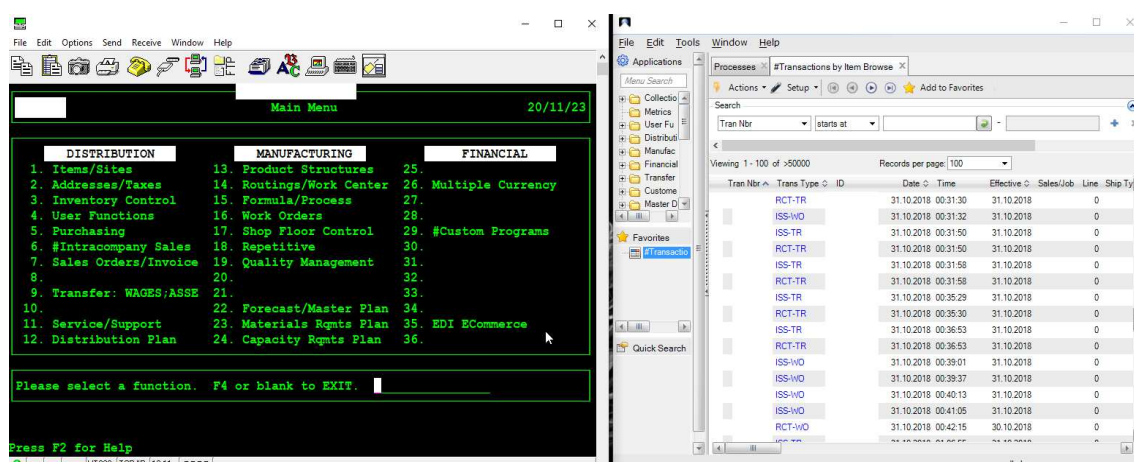 File Edit Options Send Receive Window Help
Main Menu 20/11/23
DISTRIBUTION MANUFACTURING FINANCIAL
1. Items/Sites 13. Product Structures 25.
2. Addresses/Taxes 14. Routings/Work Center 26. Multiple Currency
3. Inventory Control 15. Formula/Process 27.
4. User Functions 16. Work Orders 28.
5. Purchasing 17. Shop Floor Control 29. #Custom Programs
6. #Intracompany Sales 18. Repetitive 30.
7. Sales Orders/Invoice 19. Quality Management 31.
8. 20. 32.
9. Transfer: WAGES;ASSE 21. 33.
10. 22. Forecast/Master Plan 34.
11. Service/Support 23. Materials Rqmts Plan 35. EDI ECommerce
12. Distribution Plan 24. Capacity Rqmts Plan 36.
Please select a function. F4 or blank to EXIT.
Press F2 for Help
File Edit Tools Window Help
Applications
Menu Search
Collectio
Metrics
User Fu
Distributi
Manufac
Financial
Transfer
Custome
Master D
Favorites
#Transactio
Quick Search
Processes #Transactions by Item Browse
Actions Setup Add to Favorites
Search
Tran Nbr starts at -
Viewing 1 - 100 of >50000 Records per page: 100
Tran Nbr Trans Type ID Date Time Effective Sales/Job Line Ship Ty
RCT-TR 31.10.2018 00:31:30 31.10.2018 0
ISS-WO 31.10.2018 00:31:32 31.10.2018 0
ISS-TR 31.10.2018 00:31:50 31.10.2018 0
RCT-TR 31.10.2018 00:31:50 31.10.2018 0
ISS-TR 31.10.2018 00:31:58 31.10.2018 0
RCT-TR 31.10.2018 00:31:58 31.10.2018 0
ISS-TR 31.10.2018 00:35:29 31.10.2018 0
RCT-TR 31.10.2018 00:35:30 31.10.2018 0
ISS-TR 31.10.2018 00:36:53 31.10.2018 0
RCT-TR 31.10.2018 00:36:53 31.10.2018 0
ISS-WO 31.10.2018 00:39:01 31.10.2018 0
ISS-WO 31.10.2018 00:39:37 31.10.2018 0
ISS-WO 31.10.2018 00:40:13 31.10.2018 0
ISS-WO 31.10.2018 00:41:05 31.10.2018 0
RCT-WO 31.10.2018 00:42:15 30.10.2018 0